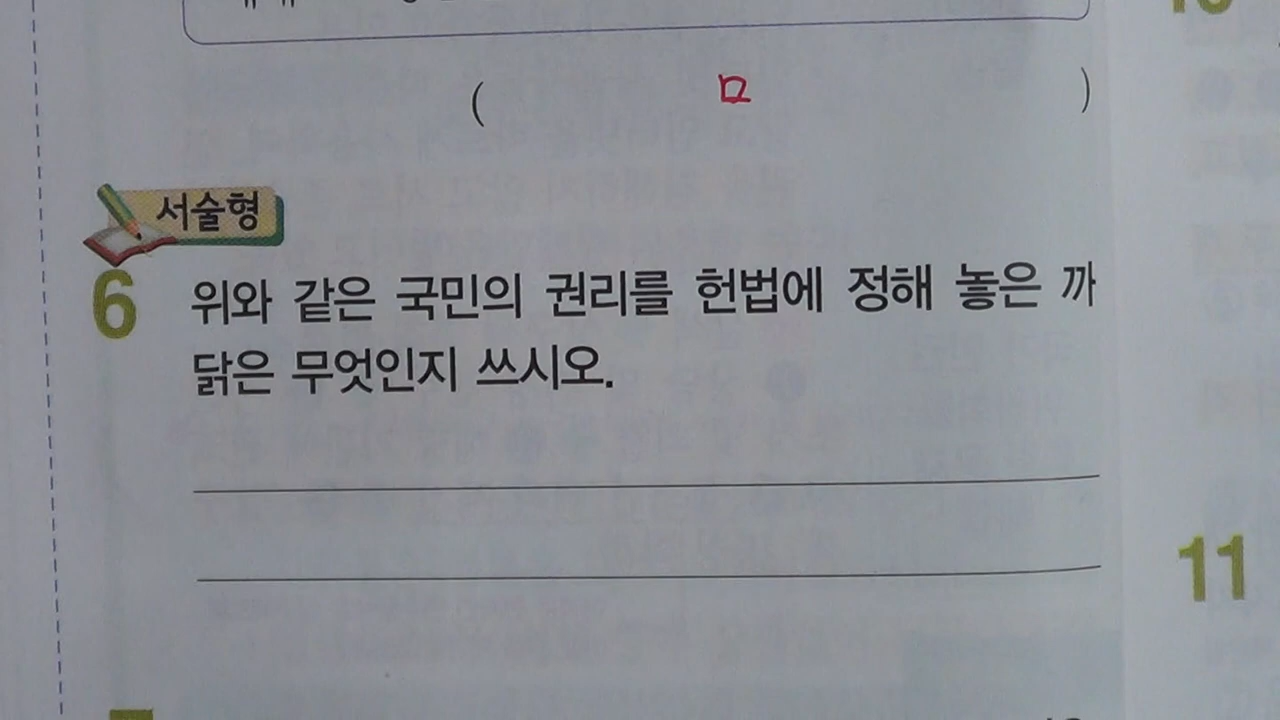 ( ㅁ )
서술형
6 위와 같은 국민의 권리를 헌법에 정해 놓은 까
닭은 무엇인지 쓰시오.
11